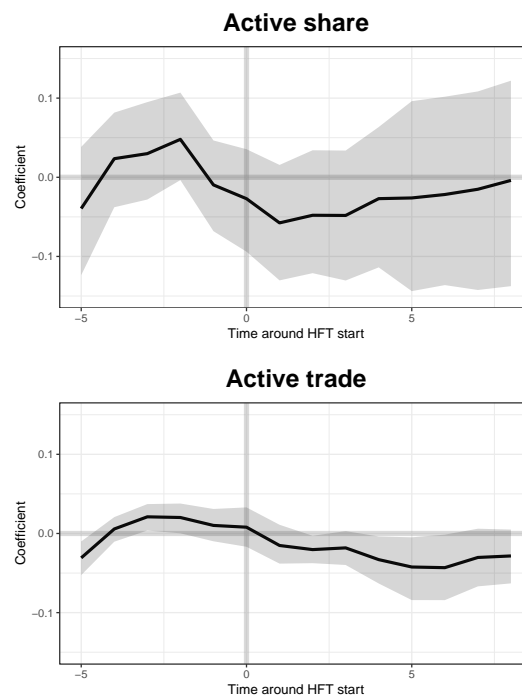 Active share
0.1
0.0
−0.1
Coefficient
−5
0
5
Time around HFT start
Active trade
0.1
0.0
−0.1
Coefficient
−5
0
5
Time around HFT start